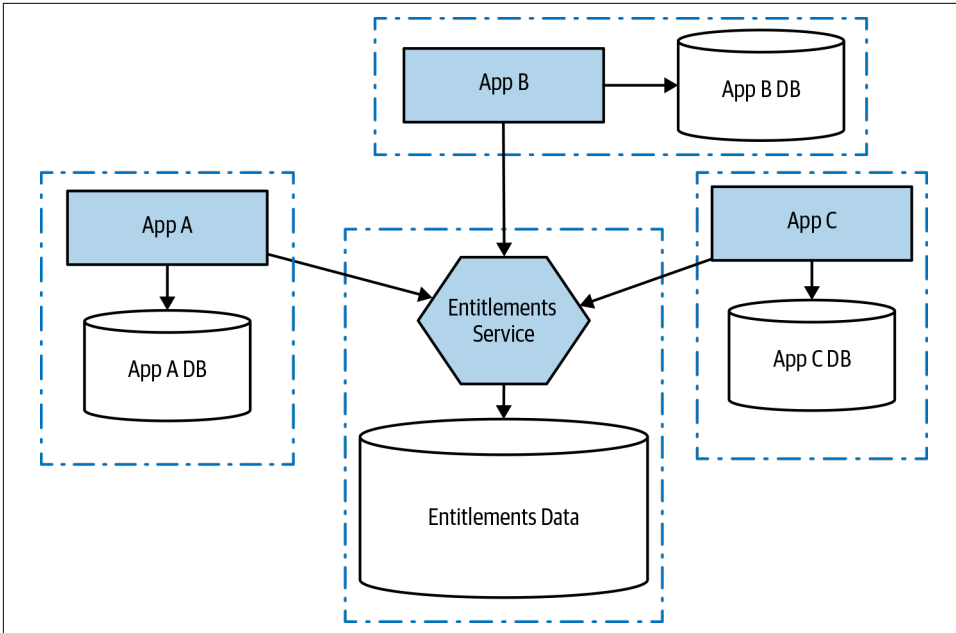 App B
App B DB
App A
App C
Entitlements
Service
App A DB
App C DB
Entitlements Data